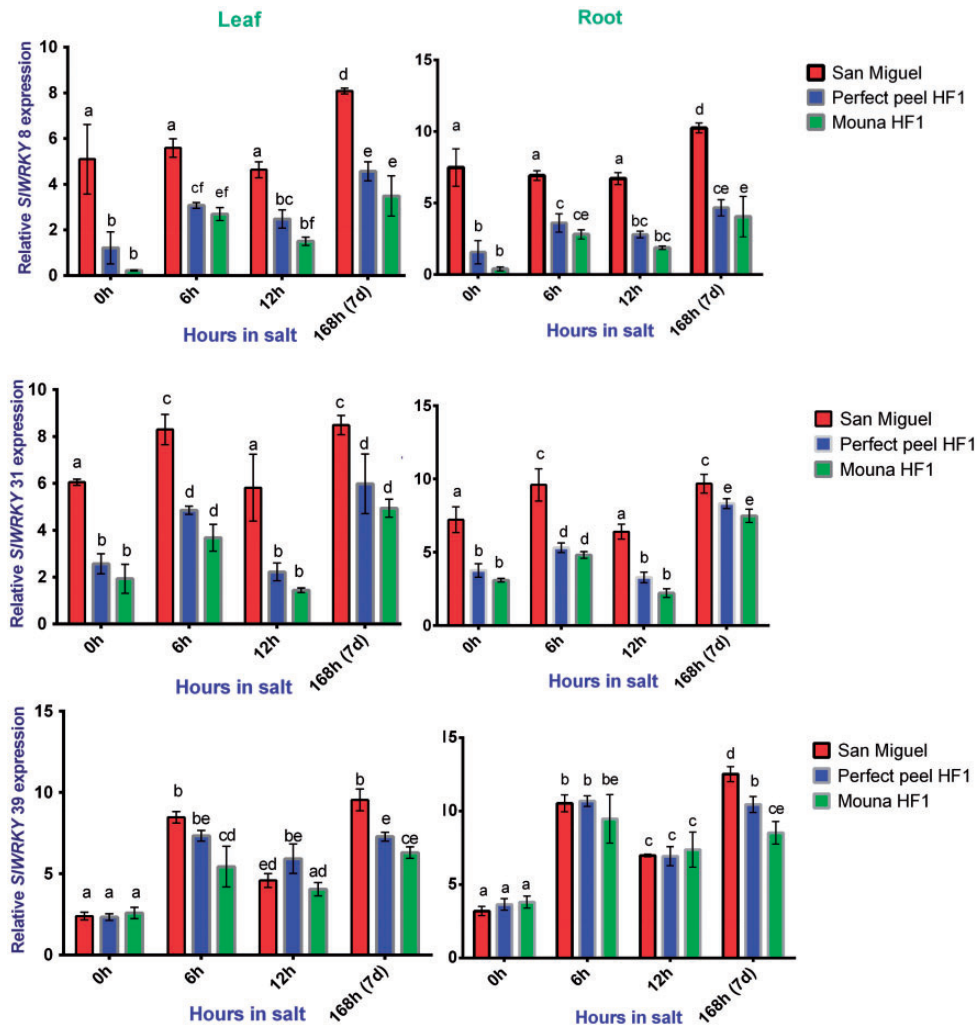 Leaf
Root
Relative SlWRKY 8 expression
10
8
6
4
2
0
a
b
b
a
cf
ef
a
bc
bf
d
e
e
0h
6h
12h
168h (7d)
Hours in salt
15
10
5
0
a
b
b
a
c
ce
a
bc
bc
d
ce
e
0h
6h
12h
168h (7d)
Hours in salt
San Miguel
Perfect peel HF1
Mouna HF1
Relative SlWRKY 31 expression
10
8
6
4
2
0
a
b
b
c
d
d
a
b
b
c
d
d
0h
6h
12h
168h (7d)
Hours in salt
15
10
5
0
a
b
b
c
d
d
a
b
b
c
e
e
0h
6h
12h
168h (7d)
Hours in salt
San Miguel
Perfect peel HF1
Mouna HF1
Relative SlWRKY 39 expression
15
10
5
0
a
a
a
b
be
cd
ed
be
ad
b
e
ce
0h
6h
12h
168h (7d)
Hours in salt
15
10
5
0
a
a
a
b
b
be
c
c
c
d
b
ce
0h
6h
12h
168h (7d)
Hours in salt
San Miguel
Perfect peel HF1
Mouna HF1